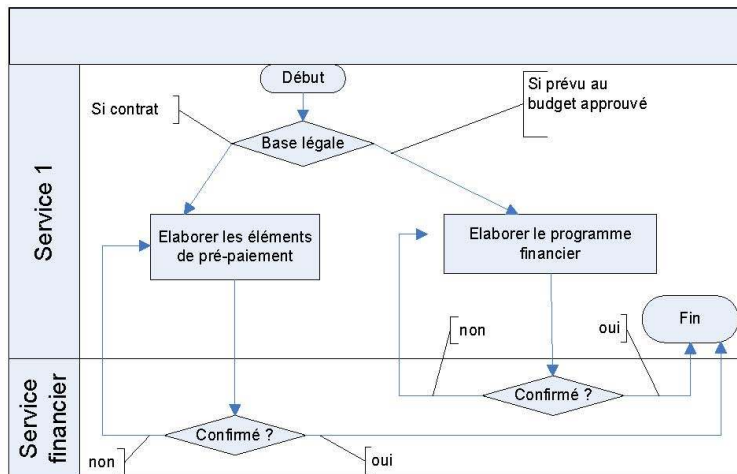 Début
Si contrat
Si prévu au
budget approuvé
Base légale
Service 1
Elaborer les éléments
de pré-paiement
Elaborer le programme
financier
Fin
non
oui
Service
financier
Confirmé ?
Confirmé ?
non
oui